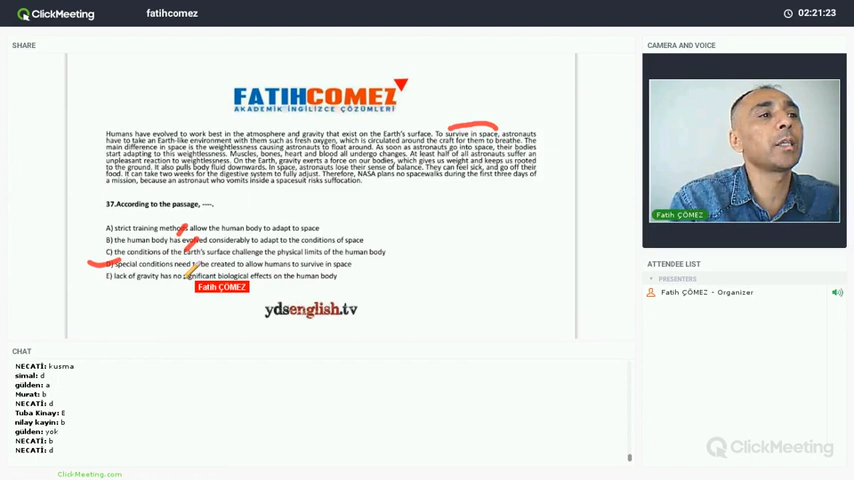 ClickMeeting
fatihcomez
02:21:23
SHARE
CAMERA AND VOICE
FATIHCOMEZ
AKADEMİK İNGİLİZCE ÇÖZÜMLERİ
Humans have evolved to work best in the atmosphere and gravity that exist on the Earth's surface. To survive in space, astronauts
have to take an Earth-like environment with them such as fresh oxygen, which is circulated around the craft for them to breathe. The
main difference in space is the weightlessness causing astronauts to float around. As soon as astronauts go into space, their bodies
start adapting to this weightlessness. Muscles, bones, heart and blood all undergo changes. At least half of all astronauts suffer an
unpleasant reaction to weightlessness. On the Earth, gravity exerts a force on our bodies, which gives us weight and keeps us rooted
to the ground. It also pulls body fluid downwards. In space, astronauts lose their sense of balance. They can feel sick, and go off their
food. It can take two weeks for the digestive system to fully adjust. Therefore, NASA plans no spacewalks during the first three days of
a mission, because an astronaut who vomits inside a spacesuit risks suffocation.
37.According to the passage, ----.
A) strict training methods allow the human body to adapt to space
B) the human body has evolved considerably to adapt to the conditions of space
C) the conditions of the Earth's surface challenge the physical limits of the human body
D) special conditions need to be created to allow humans to survive in space
E) lack of gravity has no significant biological effects on the human body
Fatih ÇÖMEZ
ydsenglish.tv
Fatih ÇÖMEZ
ATTENDEE LIST
PRESENTERS
Fatih ÇÖMEZ - Organizer
CHAT
NECATİ: kusma
simal: d
gülden: a
Murat: b
NECATİ: d
Tuba Kinay: E
nilay kayin: b
gülden: yok
NECATİ: b
NECATİ: d
ClickMeeting
ClickMeeting.com